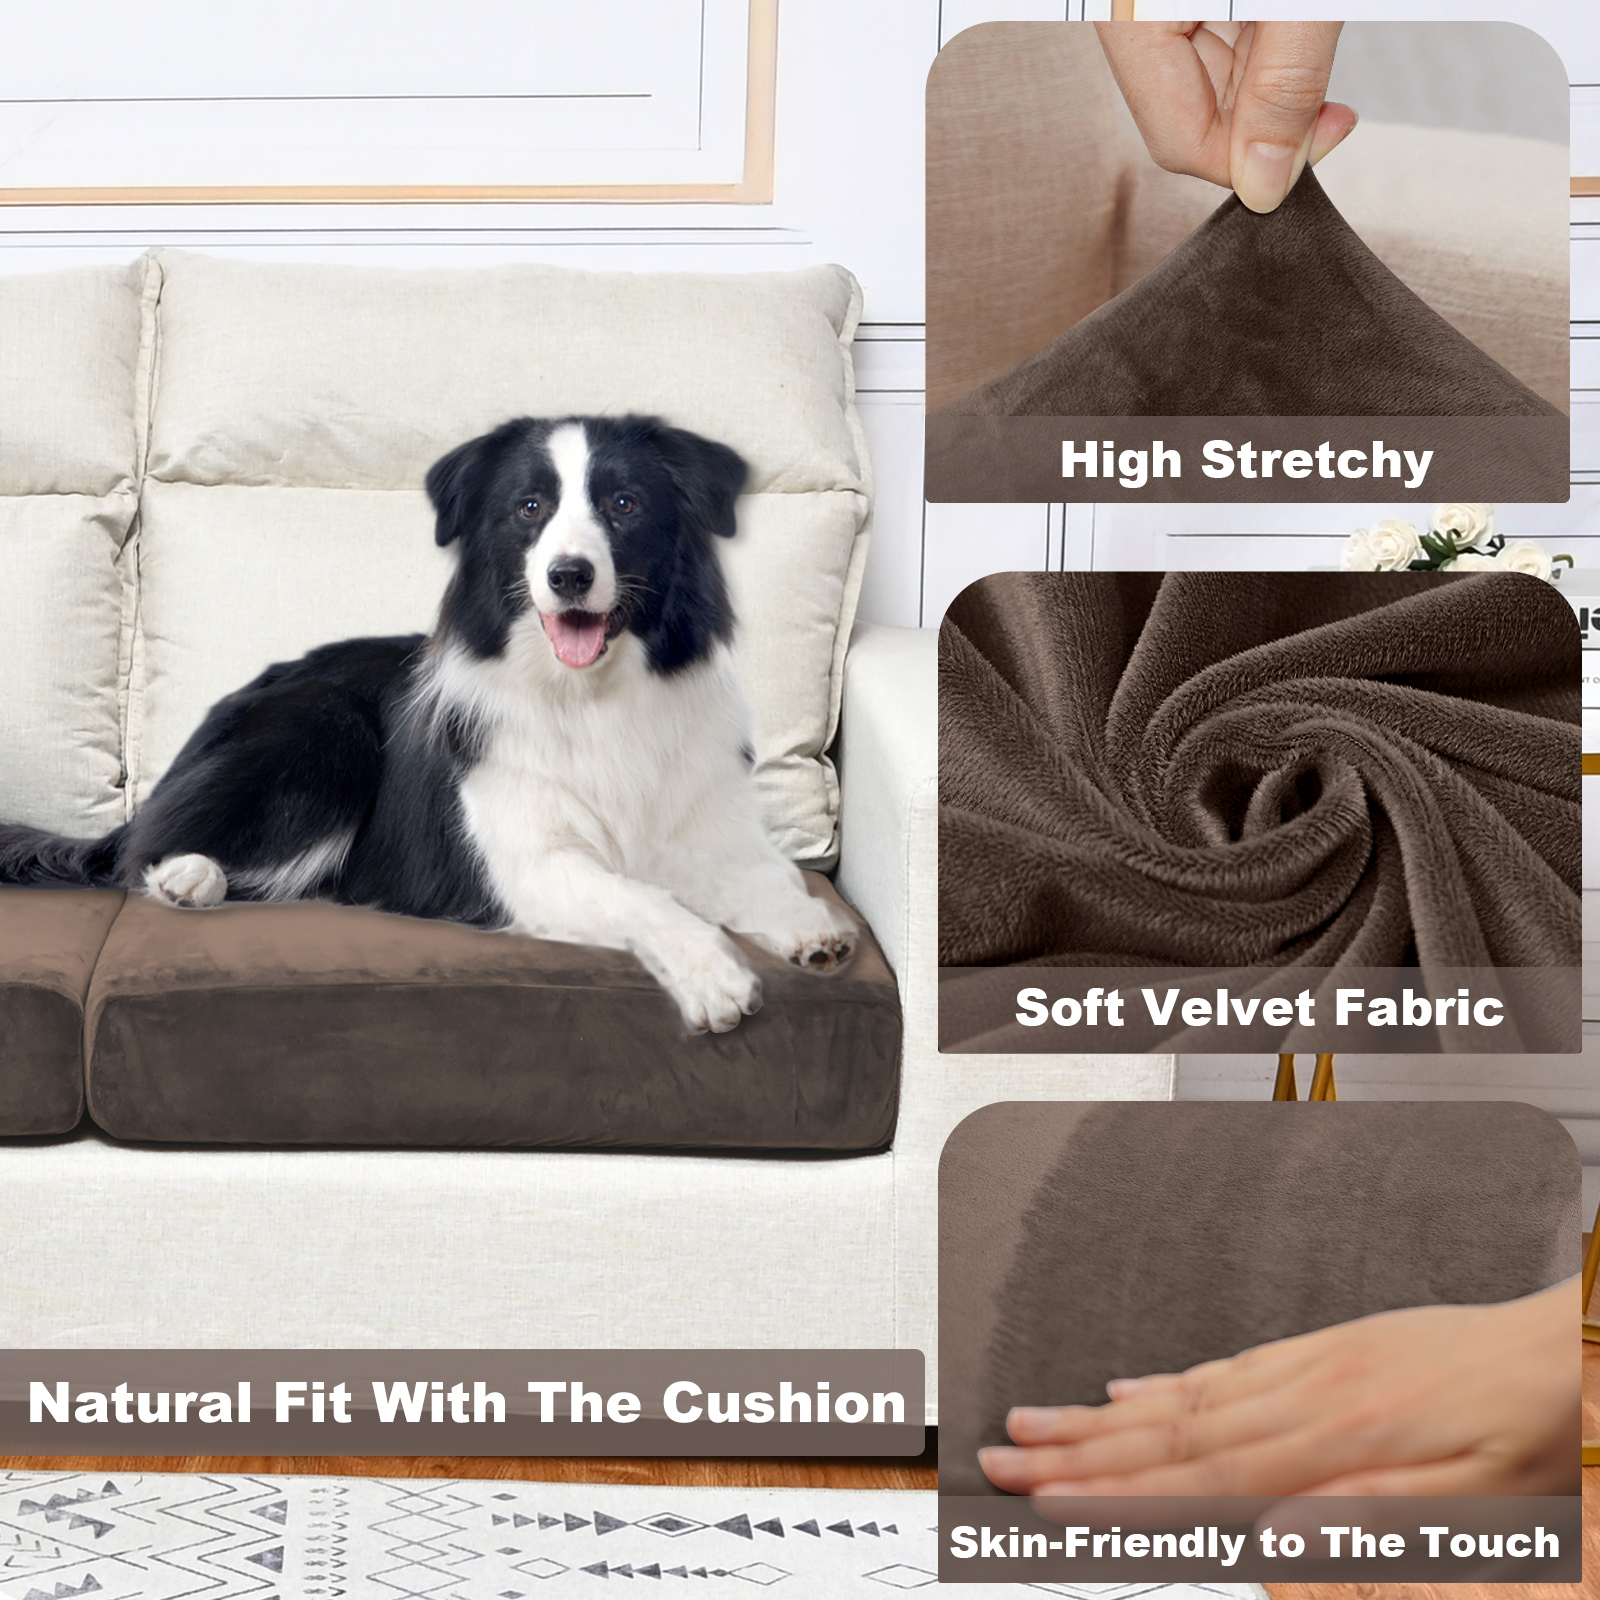 High Stretchy
Soft Velvet Fabric
Natural Fit With The Cushion
Skin-Friendly to The Touch